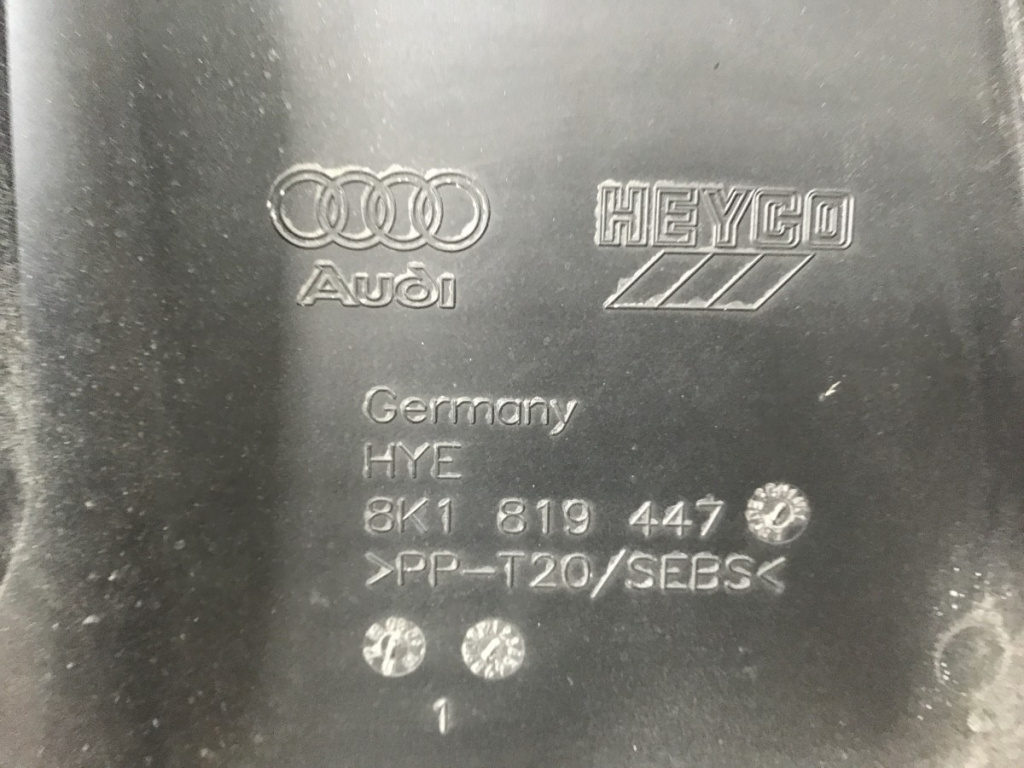 Audi
HEYCO
Germany
HYE
8K1 819 447
>PP-T20/SEBS<
1